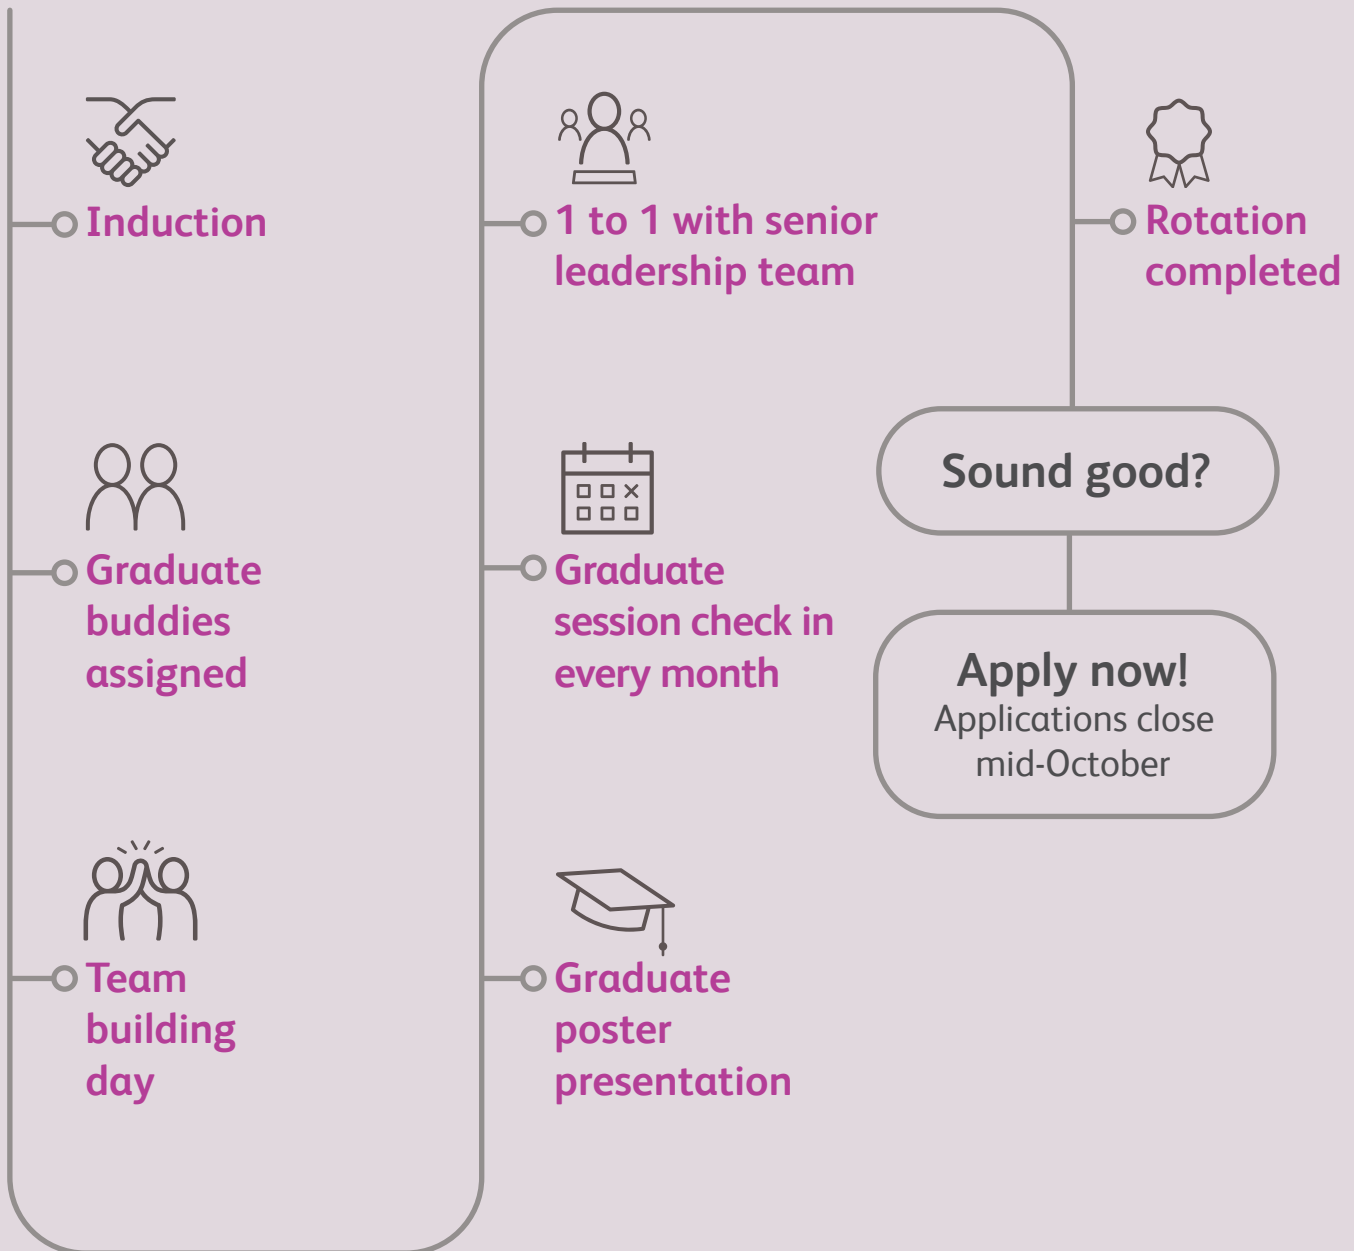 Induction
Graduate
buddies
assigned
Team
building
day
1 to 1 with senior
leadership team
Graduate
session check in
every month
Graduate
poster
presentation
Rotation
completed
Sound good?
Apply now!
Applications close
mid-October